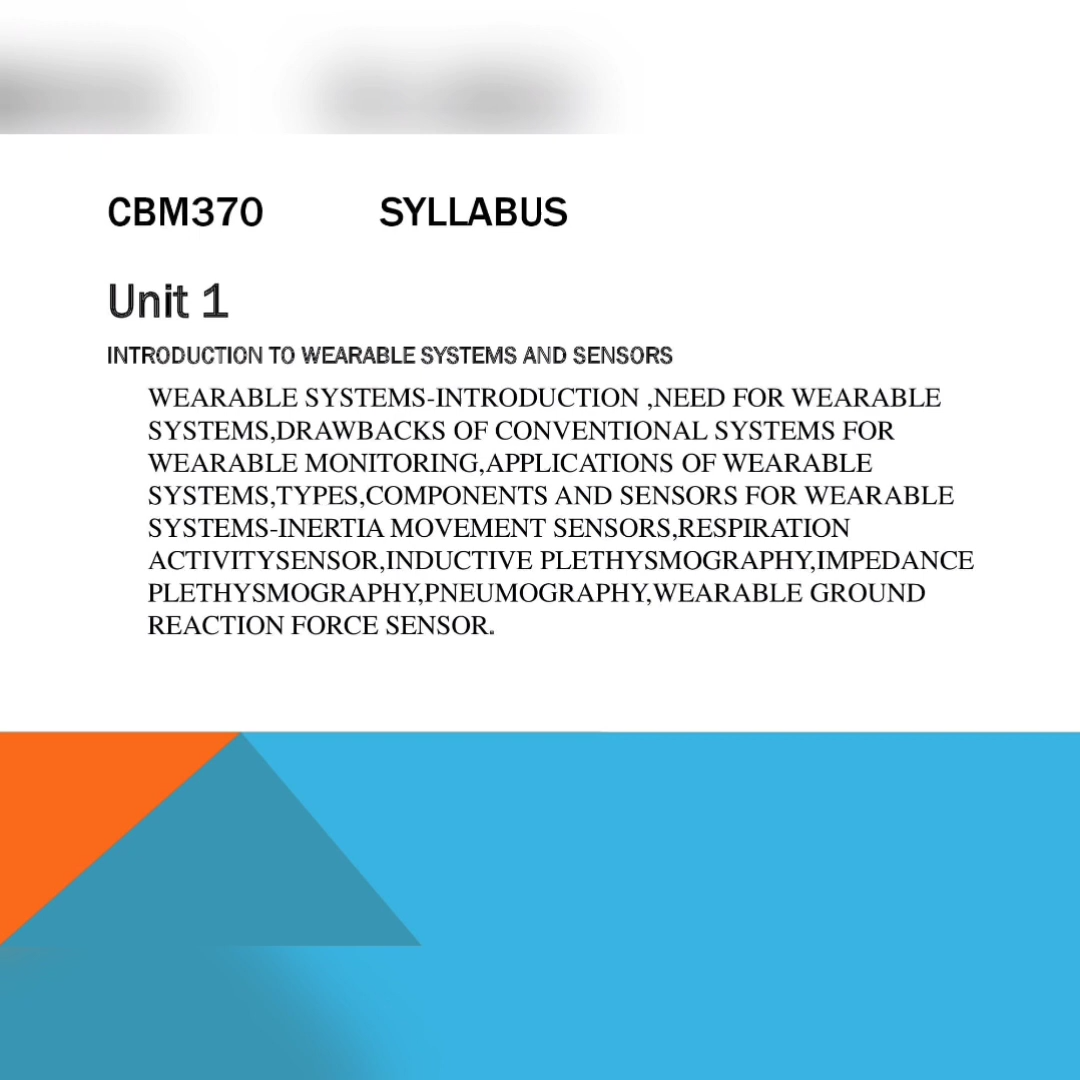 CBM370 SYLLABUS
Unit 1
INTRODUCTION TO WEARABLE SYSTEMS AND SENSORS
WEARABLE SYSTEMS-INTRODUCTION ,NEED FOR WEARABLE
SYSTEMS,DRAWBACKS OF CONVENTIONAL SYSTEMS FOR
WEARABLE MONITORING,APPLICATIONS OF WEARABLE
SYSTEMS,TYPES,COMPONENTS AND SENSORS FOR WEARABLE
SYSTEMS-INERTIA MOVEMENT SENSORS,RESPIRATION
ACTIVITYSENSOR,INDUCTIVE PLETHYSMOGRAPHY,IMPEDANCE
PLETHYSMOGRAPHY,PNEUMOGRAPHY,WEARABLE GROUND
REACTION FORCE SENSOR.